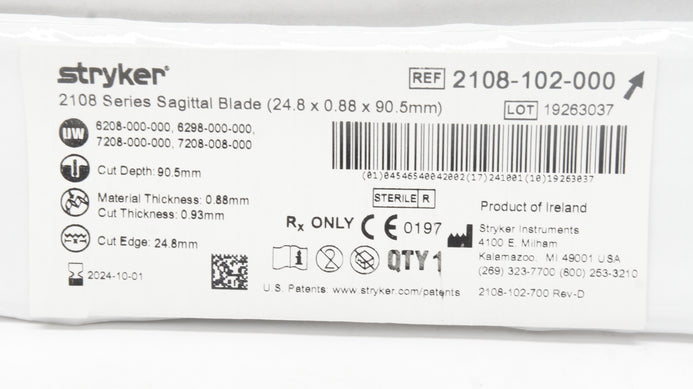 stryker®
REF 2108-102-000
2108 Series Sagittal Blade (24.8 x 0.88 x 90.5mm)
LOT 19263037
UW 6208-000-000, 6298-000-000,
7208-000-000, 7208-008-000
(01)04546540042002(17)241001(10)19263037
Cut Depth: 90.5mm
STERILE R
Material Thickness: 0.88mm
Cut Thickness: 0.93mm
Rx ONLY CE 0197
Product of Ireland
Stryker Instruments
4100 E. Milham
Kalamazoo, MI 49001 USA
(269) 323-7700 (800) 253-3210
Cut Edge: 24.8mm
2024-10-01
i 2 QTY 1
U.S. Patents: www.stryker.com/patents
2108-102-700 Rev-D